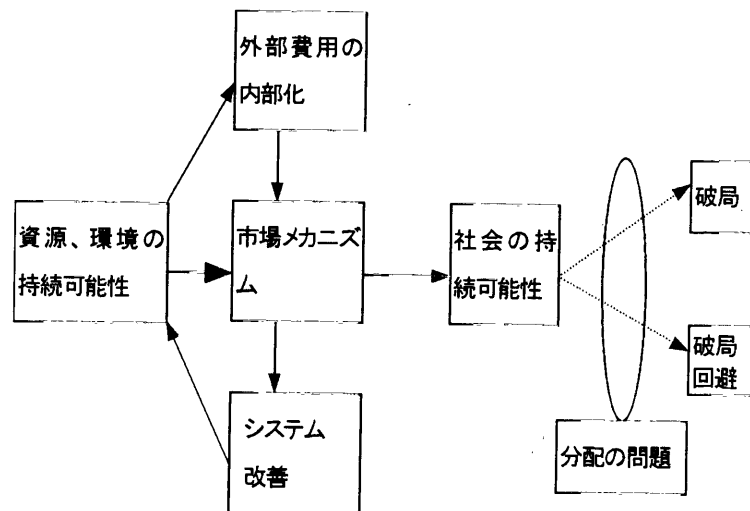 外部費用の
内部化
資源、環境の
持続可能性
市場メカニズ
ム
社会の持
続可能性
破局
破局
回避
システム
改善
分配の問題